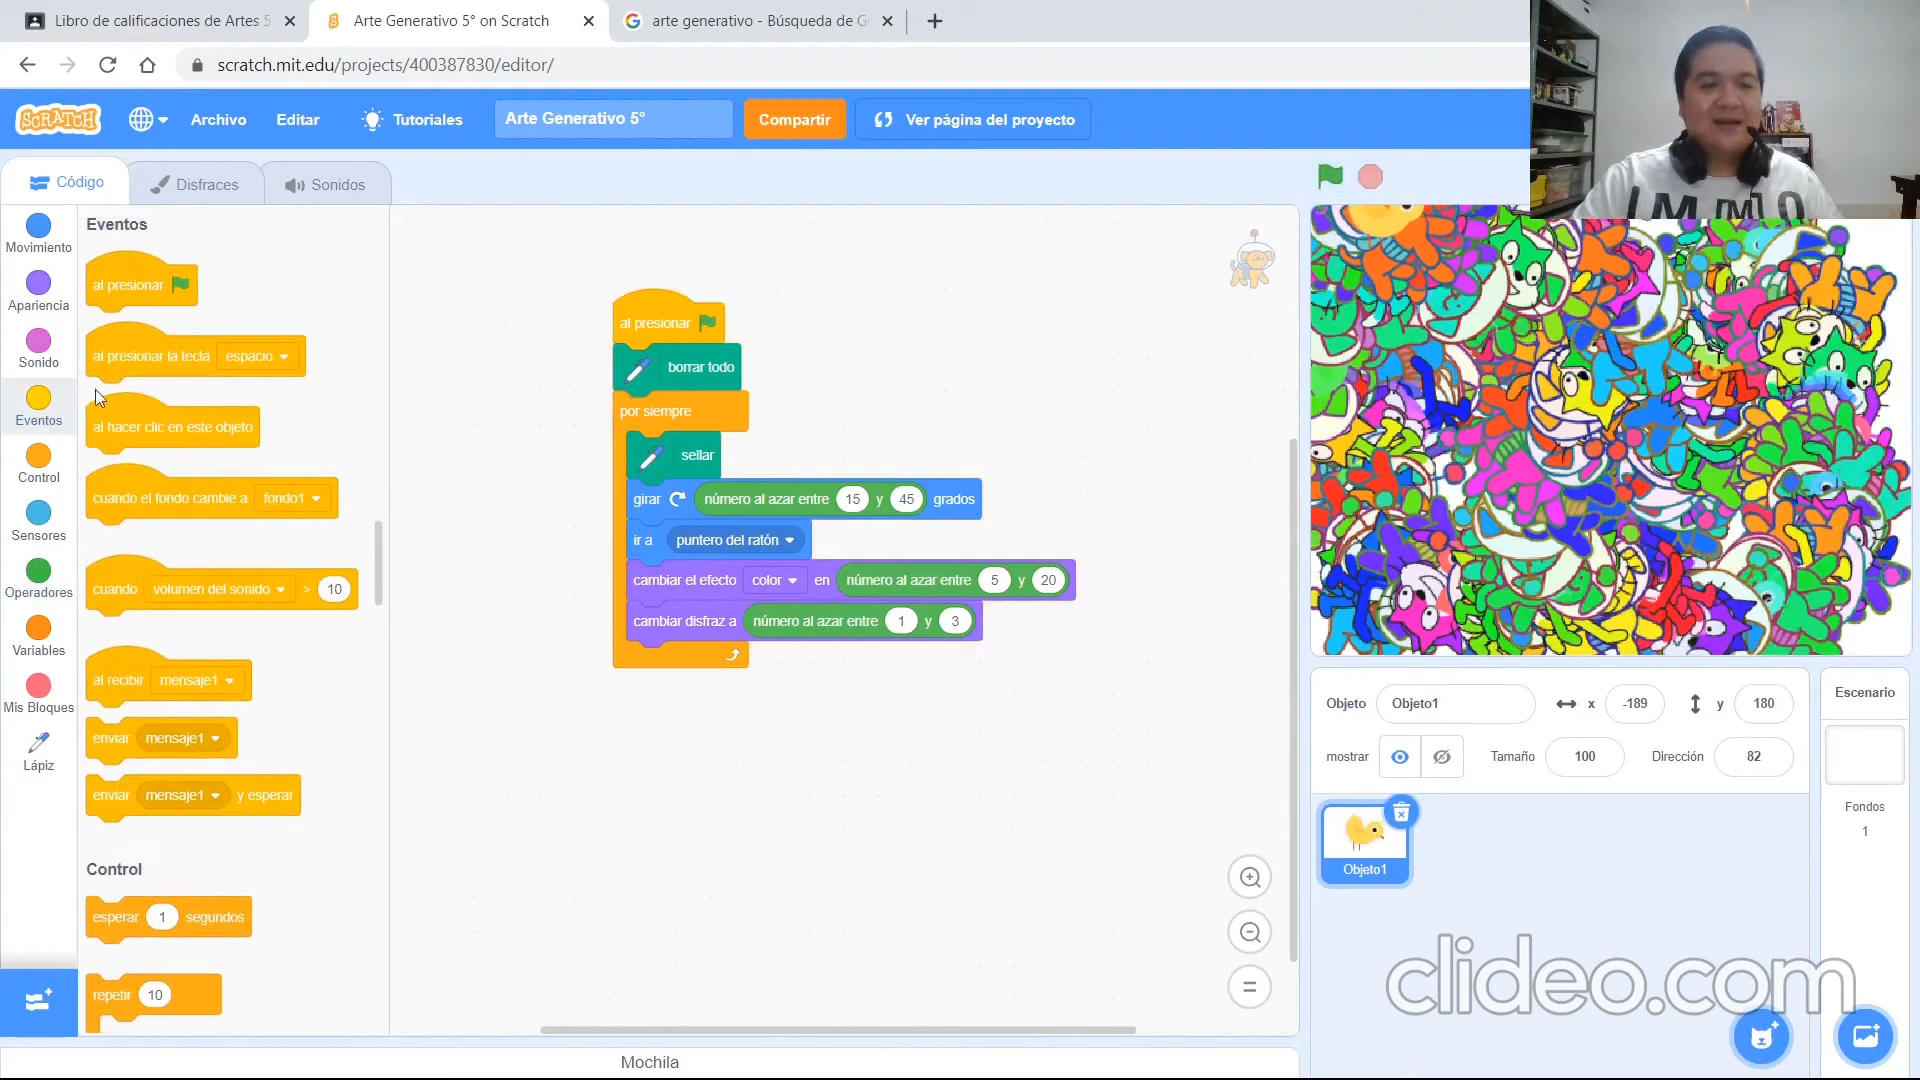 Libro de calificaciones de Artes 5
Arte Generativo 5° on Scratch
arte generativo - Búsqueda de G
scratch.mit.edu/projects/400387830/editor/
SCRATCH
Archivo
Editar
Tutoriales
Arte Generativo 5°
Compartir
Ver página del proyecto
Código
Disfraces
Sonidos
Movimiento
Apariencia
Sonido
Eventos
Control
Sensores
Operadores
Variables
Mis Bloques
Lápiz
Eventos
al presionar
al presionar la tecla espacio
al hacer clic en este objeto
cuando el fondo cambie a fondo1
cuando volumen del sonido > 10
al recibir mensaje1
enviar mensaje1
enviar mensaje1 y esperar
Control
esperar 1 segundos
repetir 10
al presionar
borrar todo
por siempre
sellar
girar número al azar entre 15 y 45 grados
ir a puntero del ratón
cambiar el efecto color en número al azar entre 5 y 20
cambiar disfraz a número al azar entre 1 y 3
Objeto Objeto1 x -189 y 180
mostrar Tamaño 100 Dirección 82
Objeto1
Escenario
Fondos
1
Mochila
clideo.com